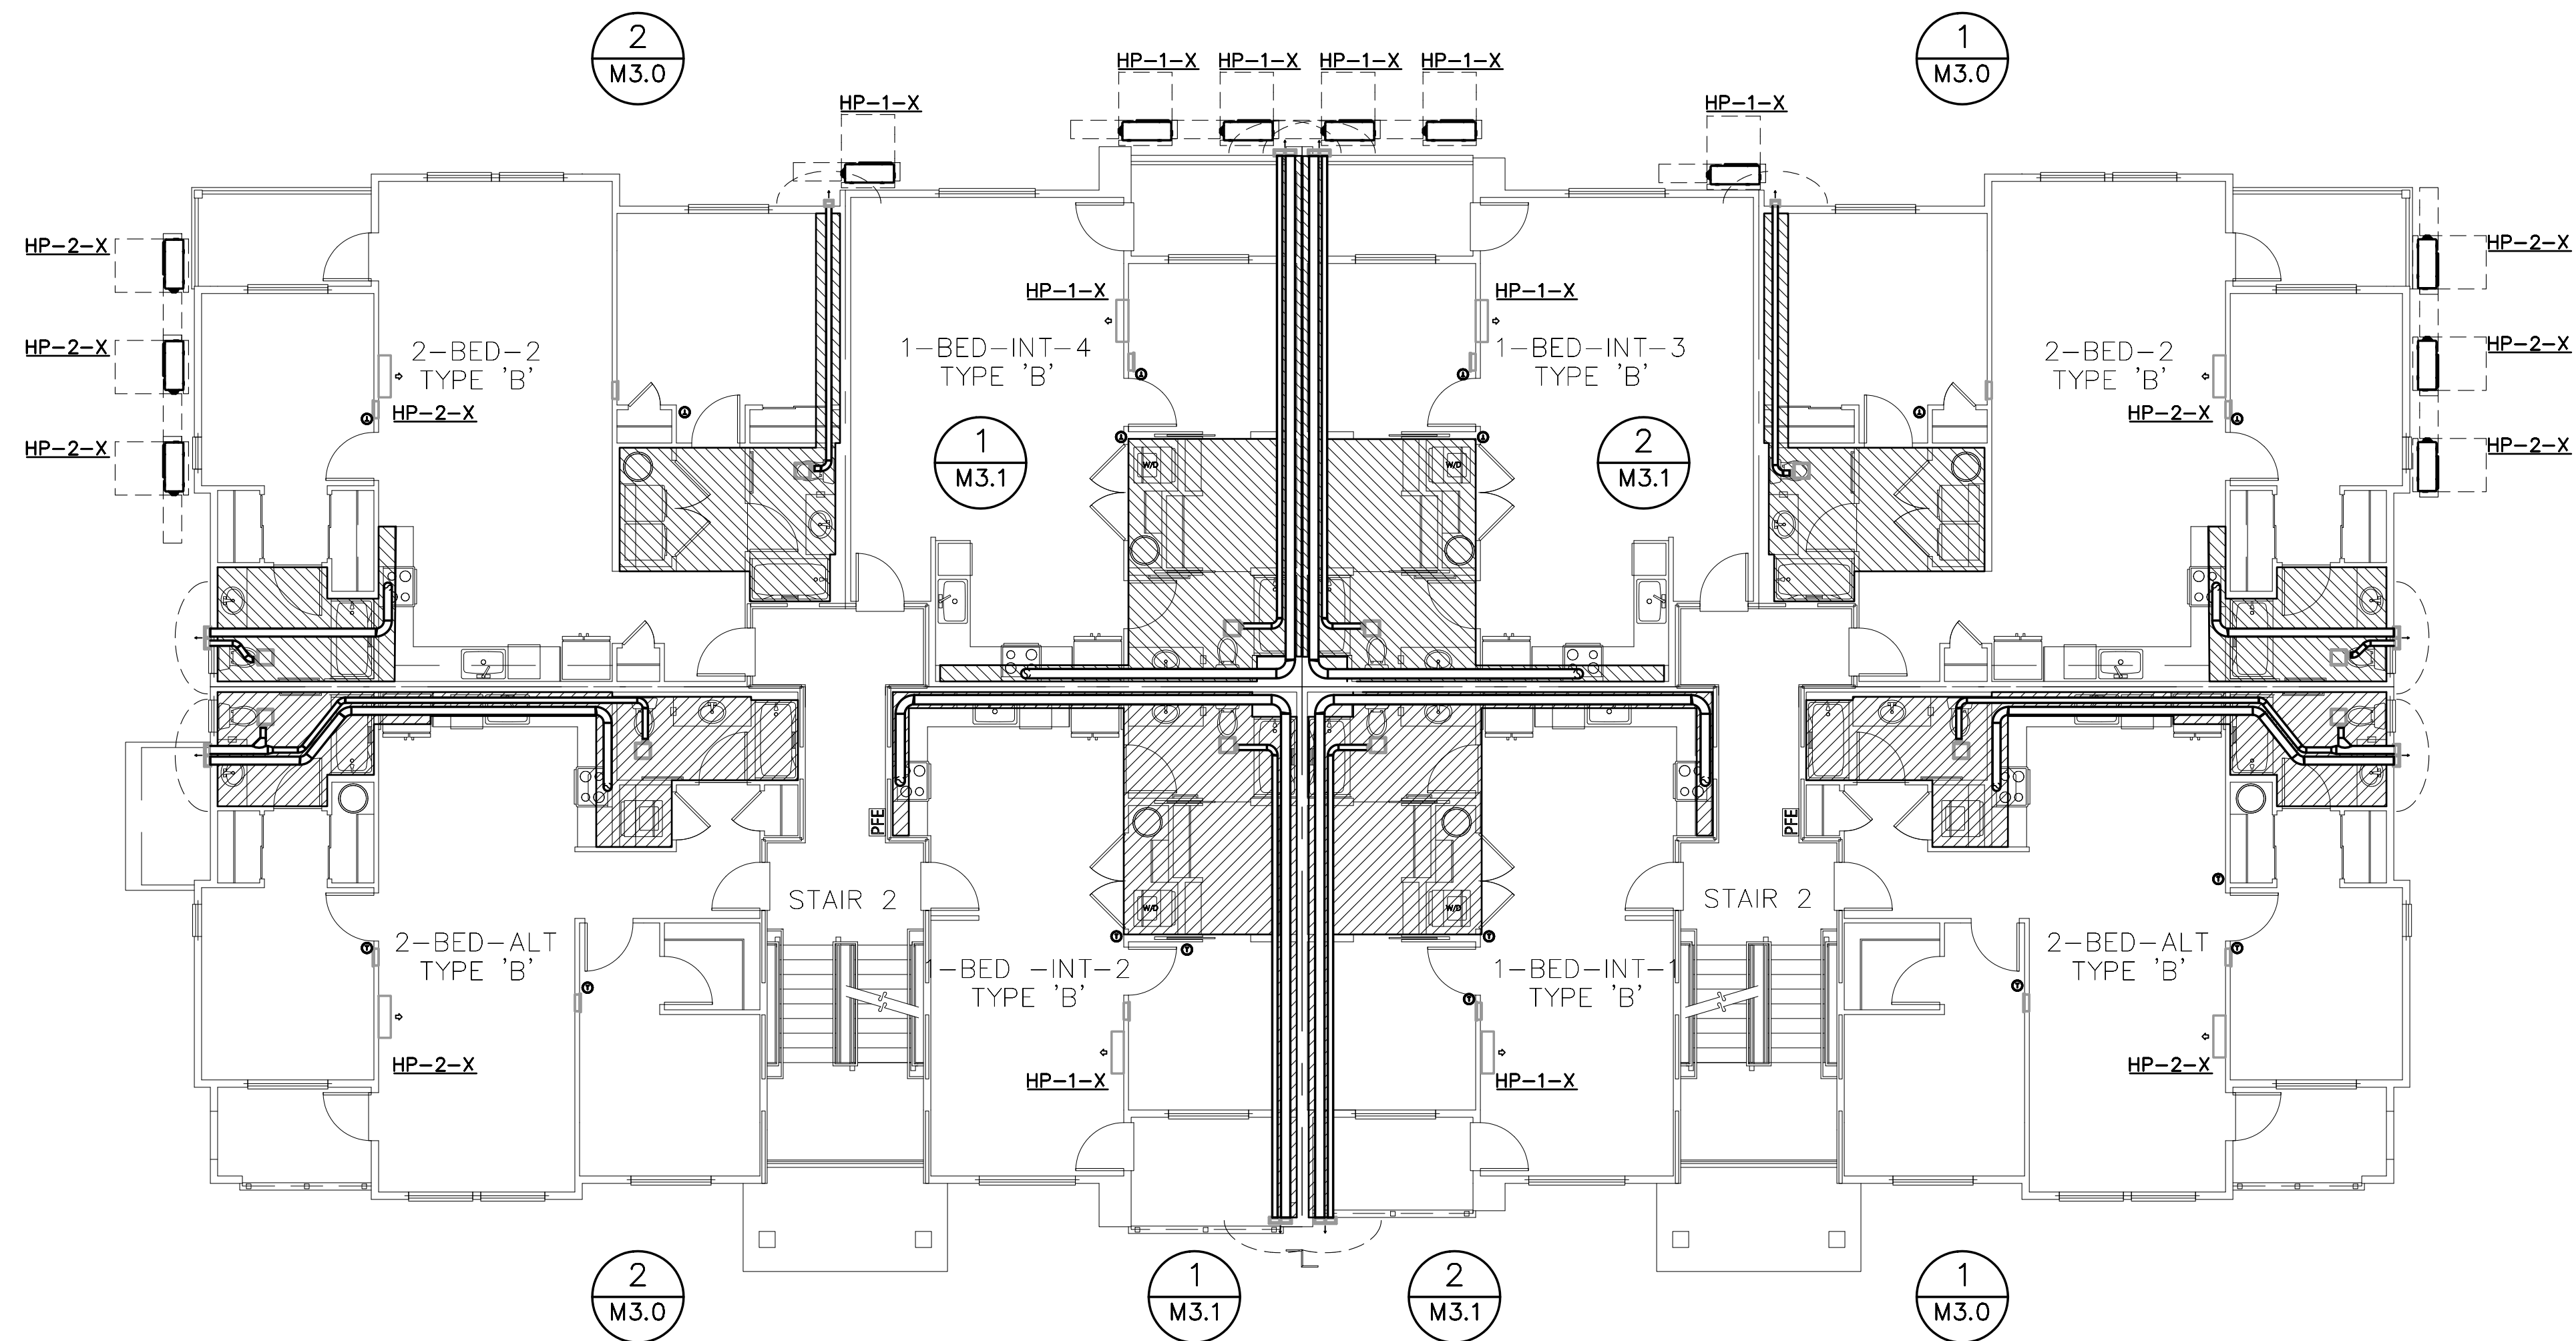 2
M3.0
1
M3.0
HP-1-X
HP-1-X
HP-1-X
HP-1-X
HP-1-X
HP-1-X
HP-2-X
HP-2-X
HP-2-X
HP-2-X
HP-2-X
HP-2-X
HP-1-X
HP-1-X
2-BED-2
TYPE 'B'
1-BED-INT-4
TYPE 'B'
1-BED-INT-3
TYPE 'B'
2-BED-2
TYPE 'B'
HP-2-X
HP-2-X
1
M3.1
2
M3.1
W/D
W/D
PFE
PFE
STAIR 2
STAIR 2
W/D
W/D
2-BED-ALT
TYPE 'B'
1-BED -INT-2
TYPE 'B'
1-BED-INT-1
TYPE 'B'
2-BED-ALT
TYPE 'B'
HP-2-X
HP-1-X
HP-1-X
HP-2-X
2
M3.0
1
M3.1
2
M3.1
1
M3.0